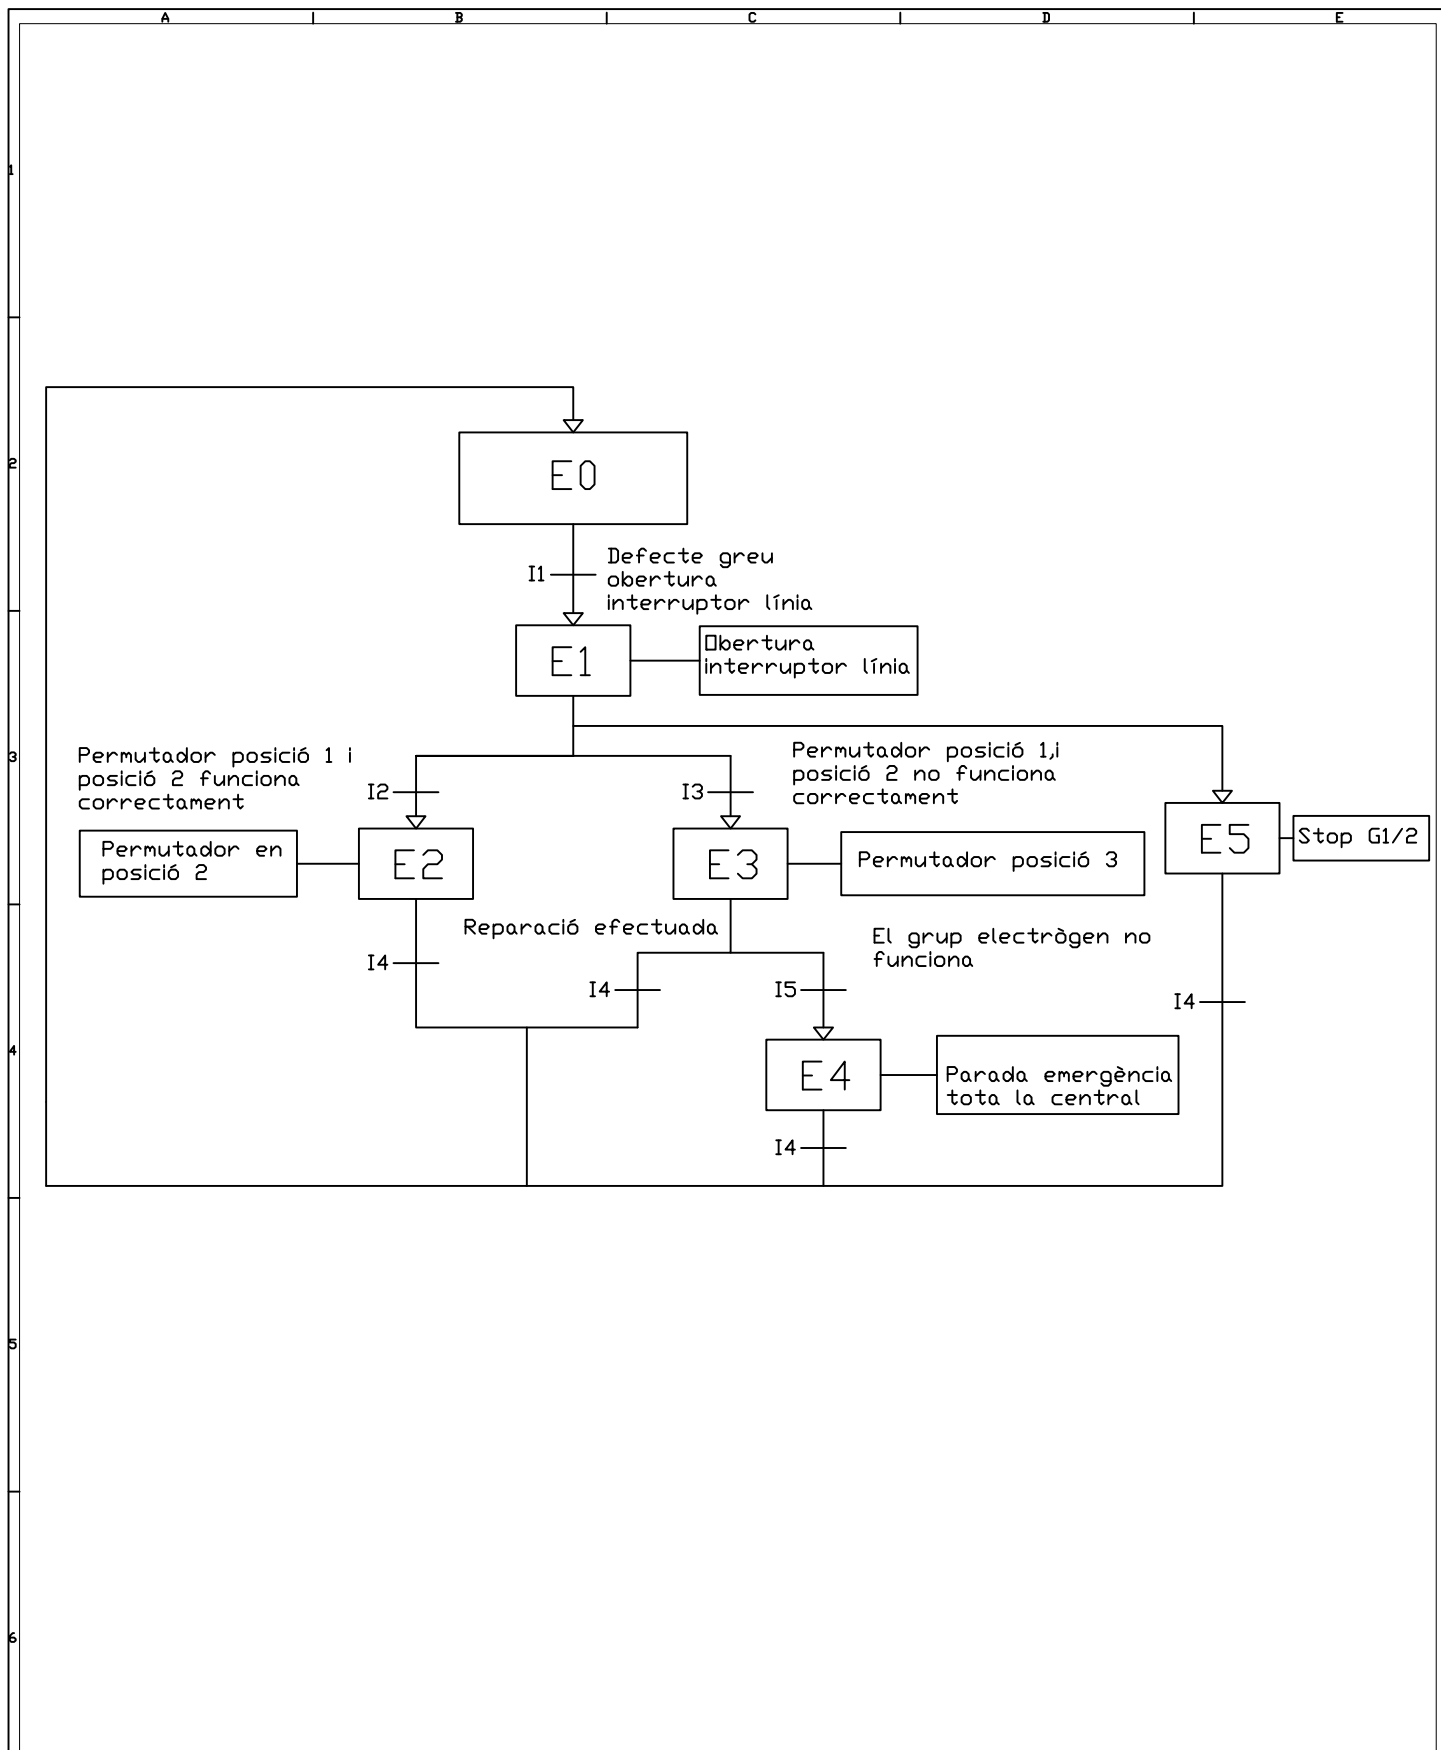 A B C D E
1
2
E0
I1
Defecte greu
obertura
interruptor línia
E1
Obertura
interruptor línia
3
Permutador posició 1 i
posició 2 funciona
correctament
I2
I3
Permutador posició 1,i
posició 2 no funciona
correctament
Permutador en
posició 2
E2
E3
Permutador posició 3
E5
Stop G1/2
Reparació efectuada
El grup electrògen no
funciona
I4
I4
I5
I4
4
E4
Parada emergència
tota la central
I4
5
6